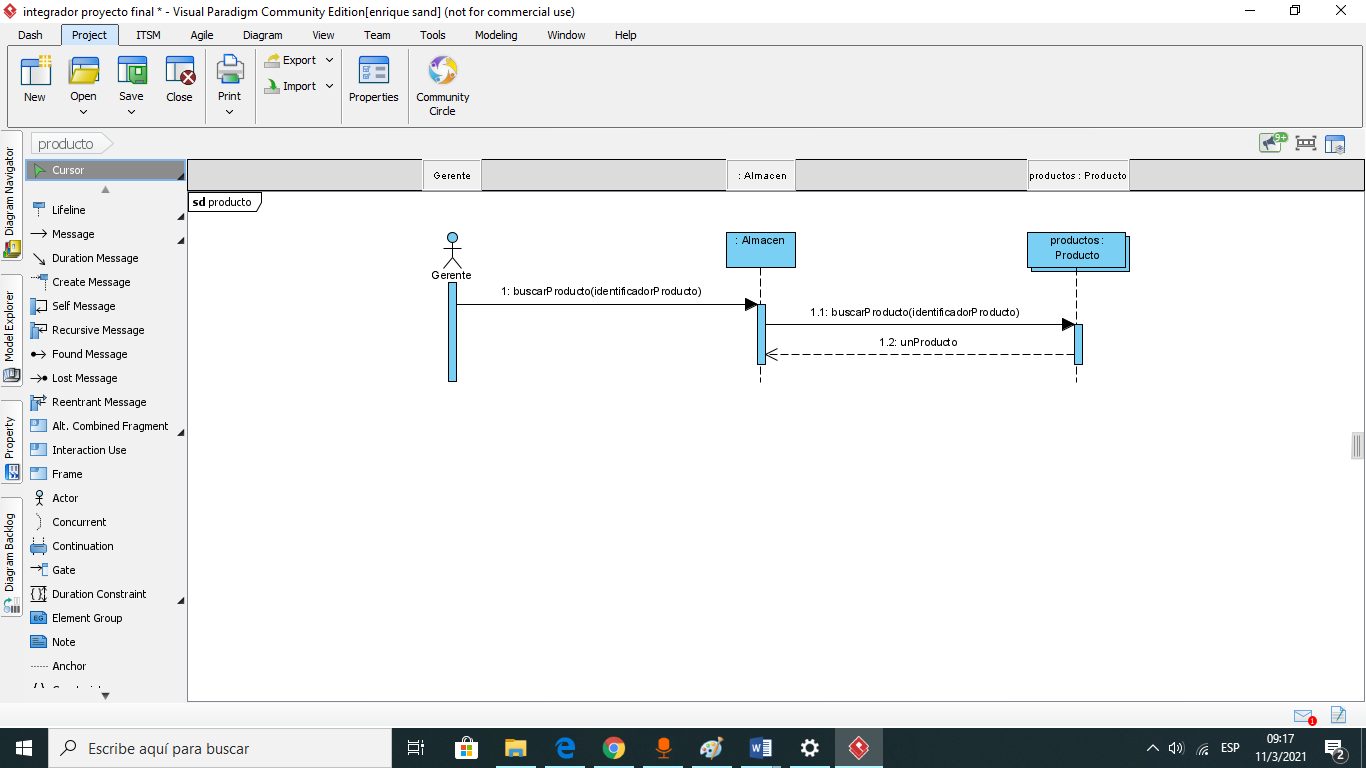 integrador proyecto final * - Visual Paradigm Community Edition[enrique sand] (not for commercial use)
Dash Project ITSM Agile Diagram View Team Tools Modeling Window Help
New Open Save Close Print Export Import Properties Community Circle
producto
9+
Diagram Navigator
Model Explorer
Property
Diagram Backlog
Cursor
Lifeline
Message
Duration Message
Create Message
Self Message
Recursive Message
Found Message
Lost Message
Reentrant Message
Alt. Combined Fragment
Interaction Use
Frame
Actor
Concurrent
Continuation
Gate
Duration Constraint
EG Element Group
Note
Anchor
Gerente : Almacen productos : Producto
sd producto
: Almacen
productos :
Producto
Gerente
1: buscarProducto(identificadorProducto)
1.1: buscarProducto(identificadorProducto)
1.2: unProducto
1
Escribe aquí para buscar
ESP
09:17
11/3/2021
2